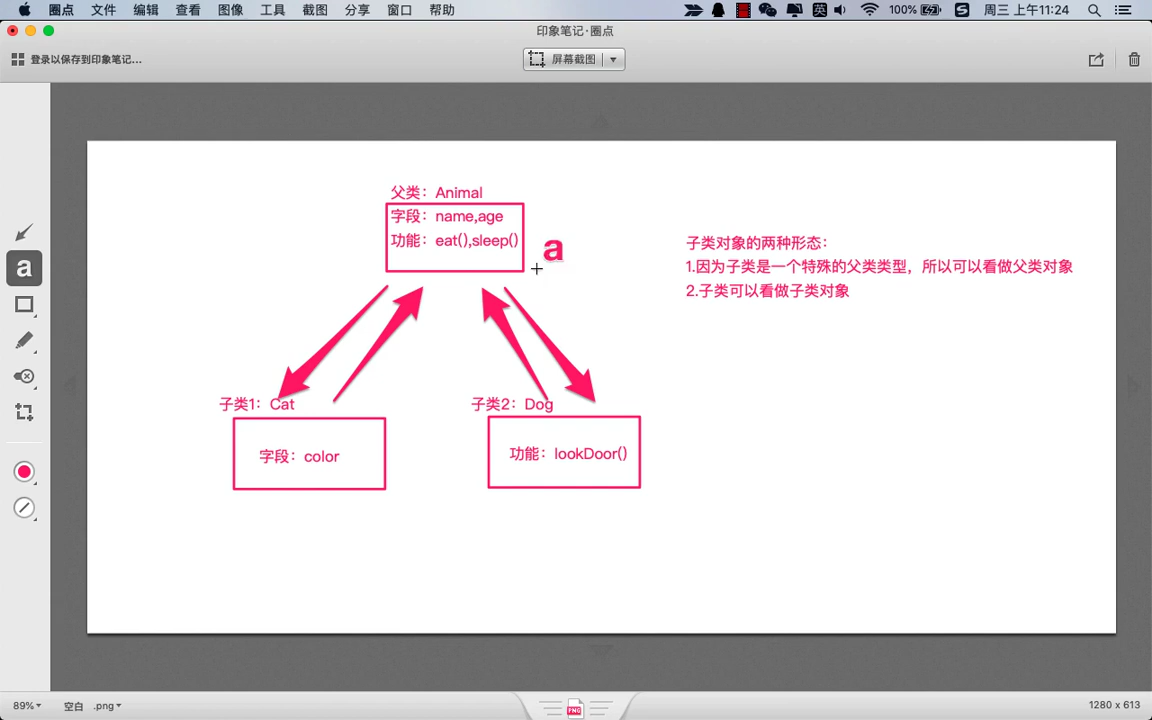 圈点 文件 编辑 查看 图像 工具 截图 分享 窗口 帮助 英 100% 周三 上午11:24
印象笔记·圈点
登录以保存到印象笔记... 屏幕截图
父类：Animal
字段：name,age
功能：eat(),sleep()
a
子类对象的两种形态：
1.因为子类是一个特殊的父类类型，所以可以看做父类对象
2.子类可以看做子类对象
a
子类1：Cat
字段：color
子类2：Dog
功能：lookDoor()
89% 空白 .png PNG 1280 x 613